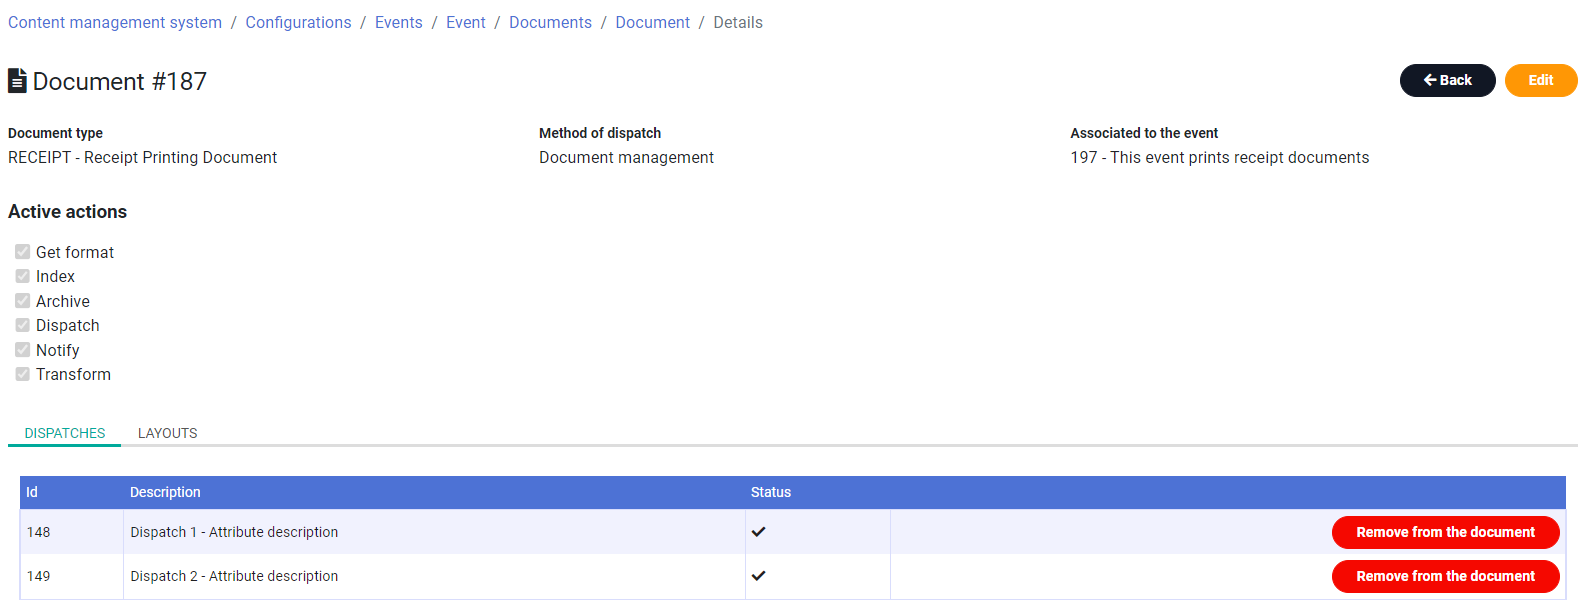 Content management system / Configurations / Events / Event / Documents / Document / Details
Document #187
Back
Edit
Document type
RECEIPT - Receipt Printing Document
Method of dispatch
Document management
Associated to the event
197 - This event prints receipt documents
Active actions
Get format
Index
Archive
Dispatch
Notify
Transform
DISPATCHES LAYOUTS
Id Description Status
148 Dispatch 1 - Attribute description Remove from the document
149 Dispatch 2 - Attribute description Remove from the document